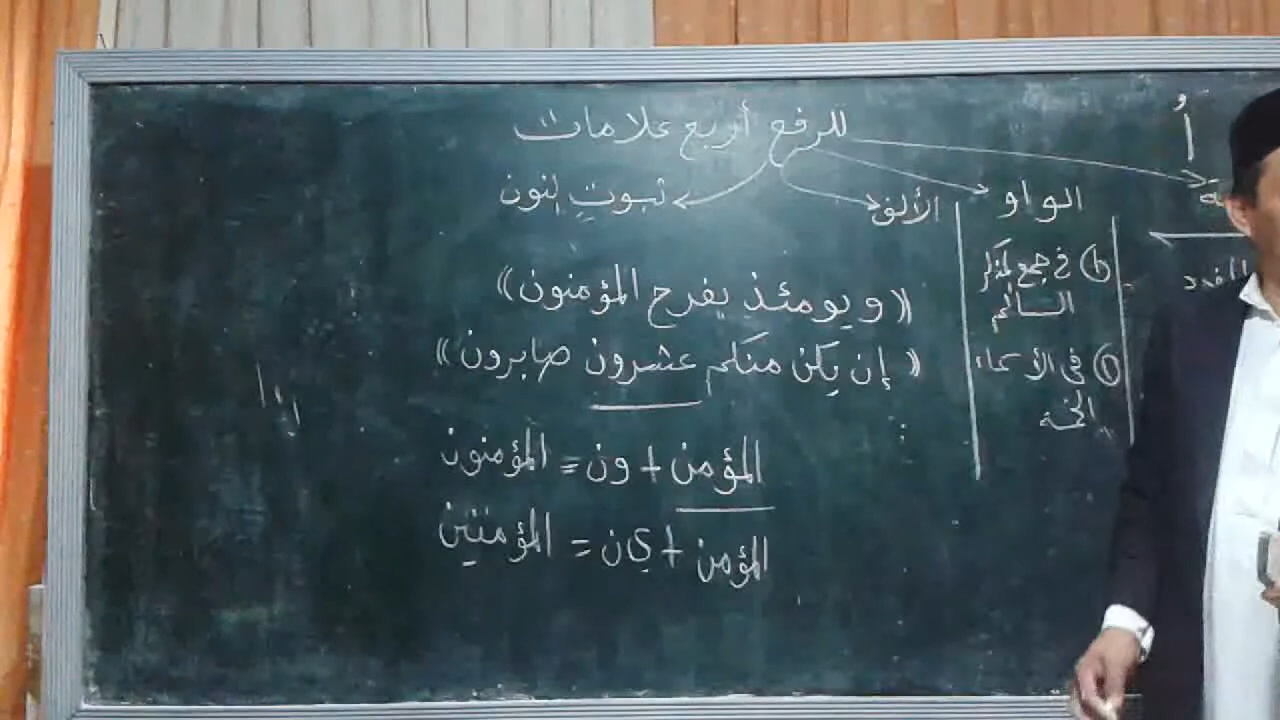 أُ
للرفع أربع علامات
الواو
الألف
ثبوتِ النون
المفرد
① في جمع المذكر
السالم
② في الأسماء
الخمسة
((ويومئذ يفرح المؤمنون))
((إن يكن منكم عشرون صابرون))
المؤمن + ون = المؤمنون
المؤمن + ين = المؤمنين